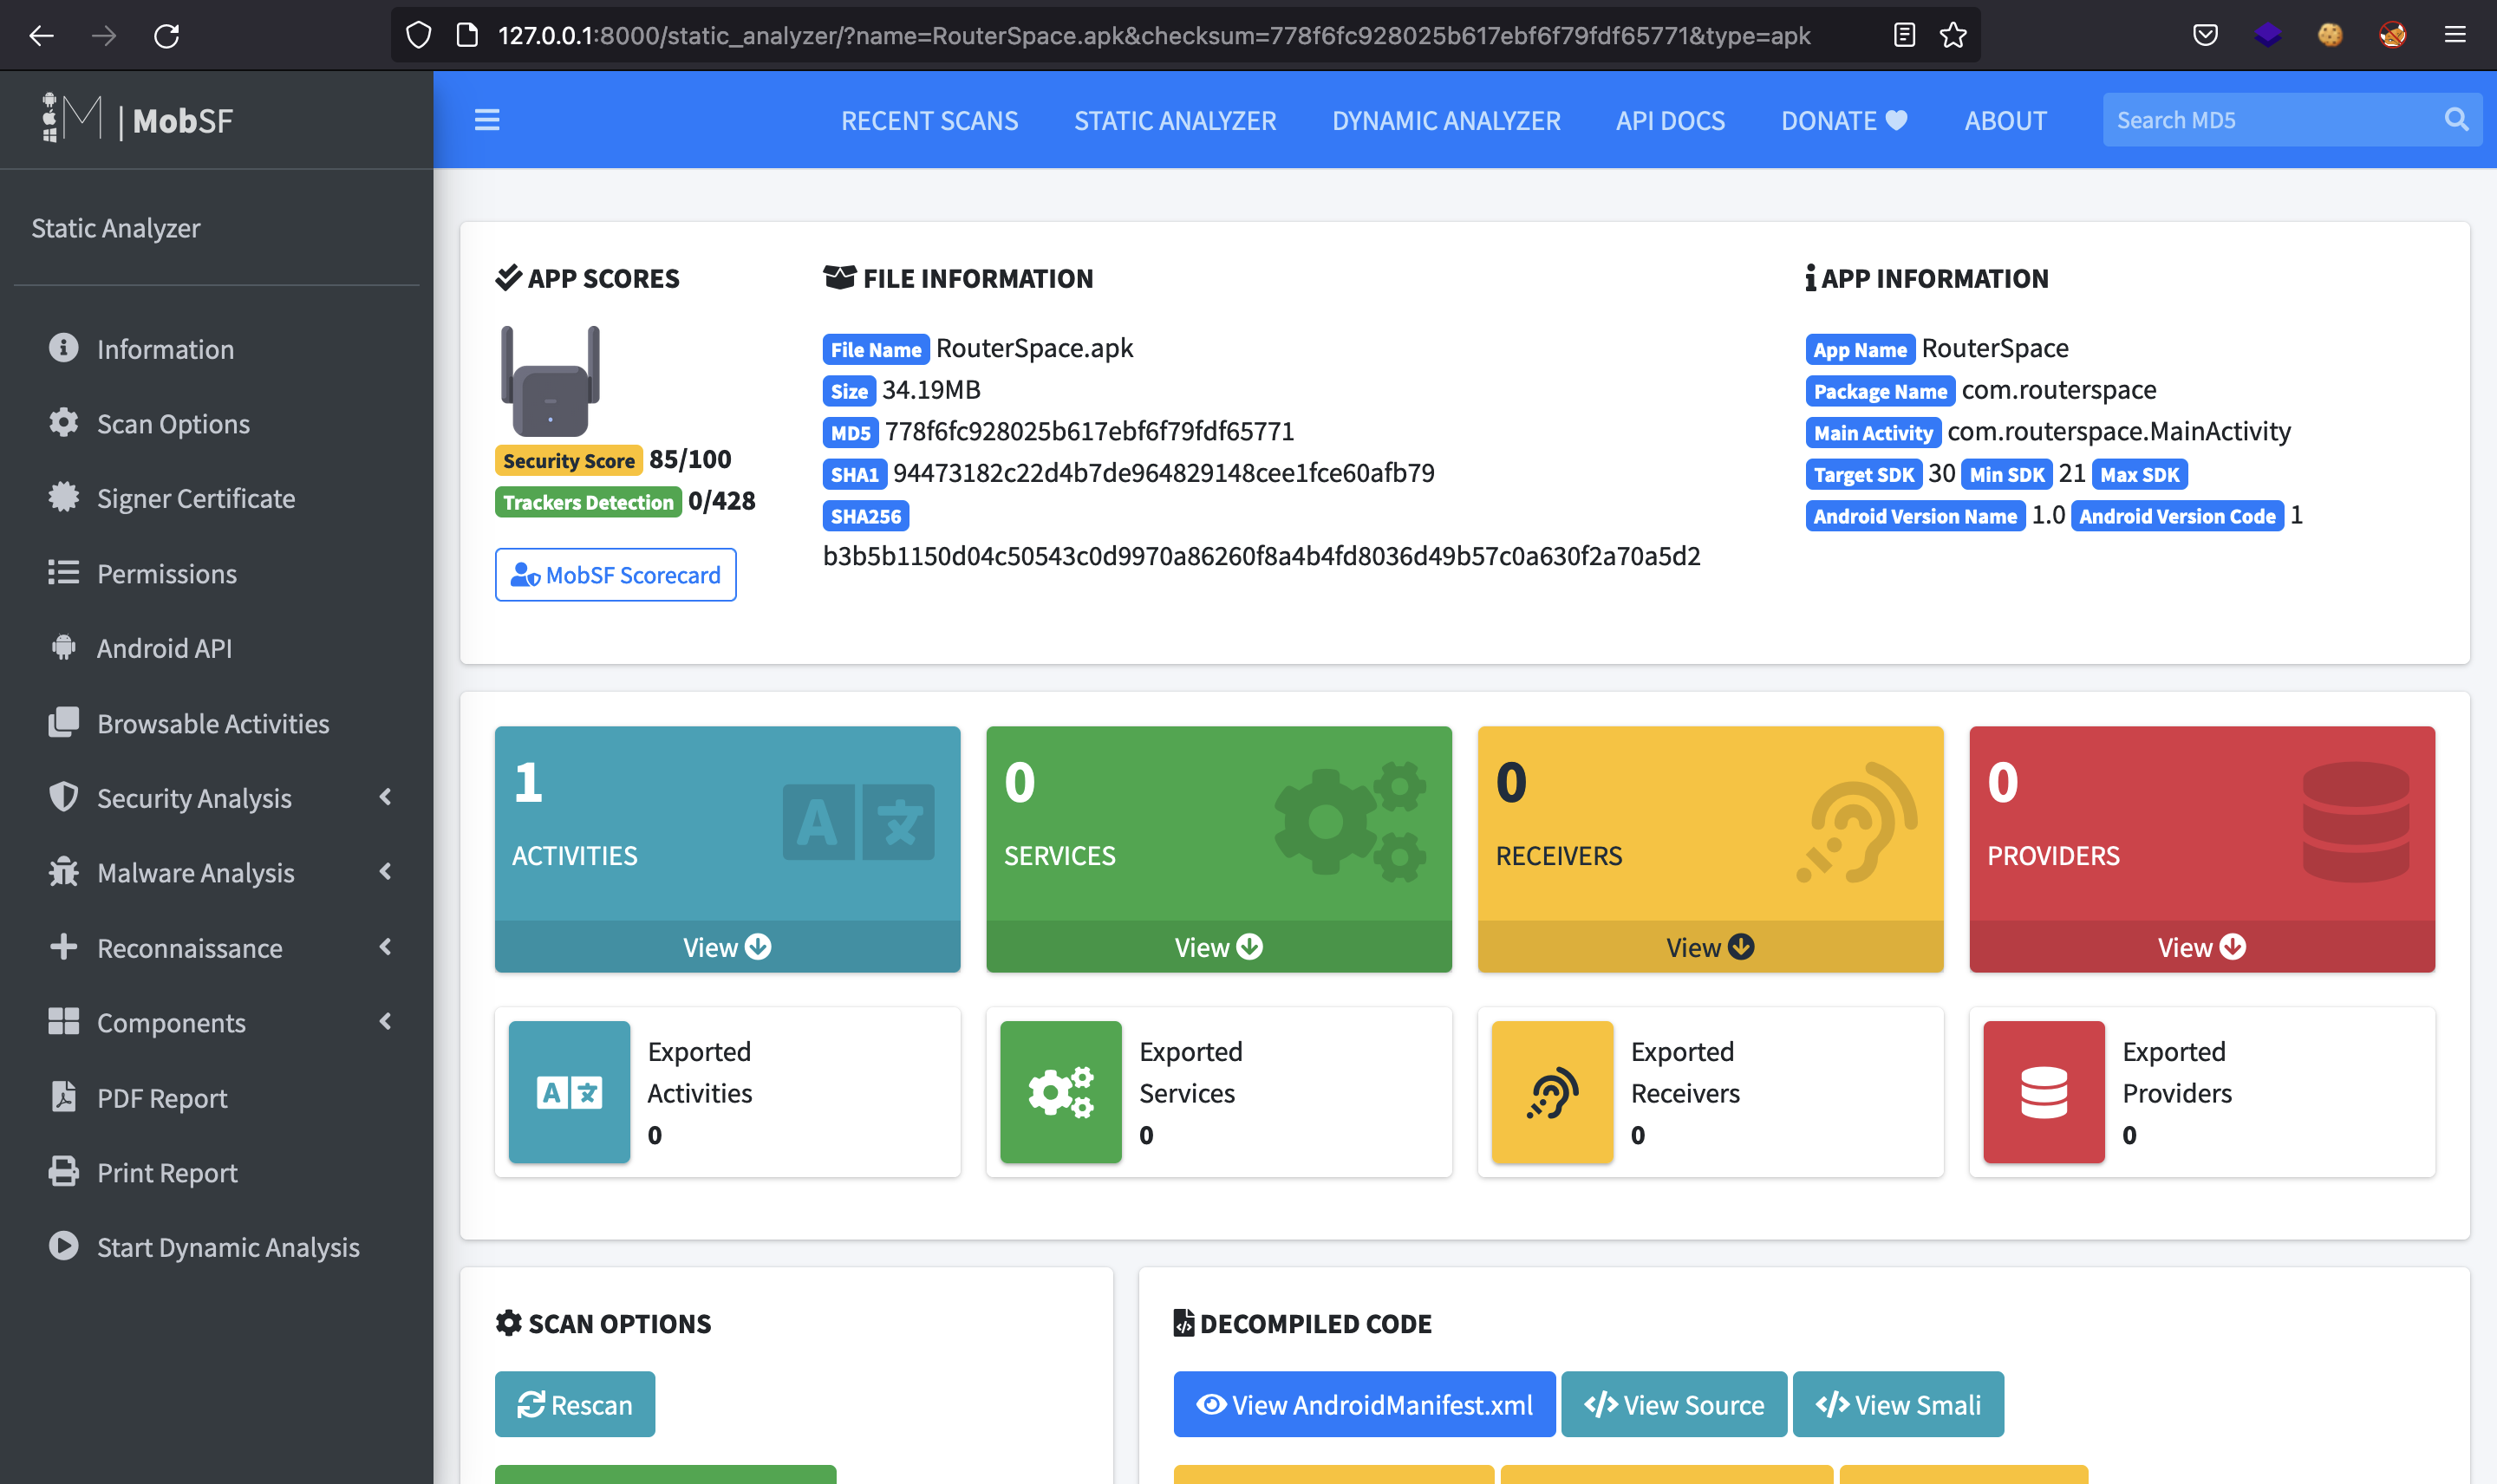 127.0.0.1:8000/static_analyzer/?name=RouterSpace.apk&checksum=778f6fc928025b617ebf6f79fdf65771&type=apk
M | MobSF
RECENT SCANS STATIC ANALYZER DYNAMIC ANALYZER API DOCS DONATE ABOUT Search MD5
Static Analyzer
Information
Scan Options
Signer Certificate
Permissions
Android API
Browsable Activities
Security Analysis
Malware Analysis
Reconnaissance
Components
PDF Report
Print Report
Start Dynamic Analysis
APP SCORES
Security Score 85/100
Trackers Detection 0/428
MobSF Scorecard
FILE INFORMATION
File Name RouterSpace.apk
Size 34.19MB
MD5 778f6fc928025b617ebf6f79fdf65771
SHA1 94473182c22d4b7de964829148cee1fce60afb79
SHA256
b3b5b1150d04c50543c0d9970a86260f8a4b4fd8036d49b57c0a630f2a70a5d2
APP INFORMATION
App Name RouterSpace
Package Name com.routerspace
Main Activity com.routerspace.MainActivity
Target SDK 30 Min SDK 21 Max SDK
Android Version Name 1.0 Android Version Code 1
1
ACTIVITIES
View
0
SERVICES
View
0
RECEIVERS
View
0
PROVIDERS
View
Exported
Activities
0
Exported
Services
0
Exported
Receivers
0
Exported
Providers
0
SCAN OPTIONS
Rescan
DECOMPILED CODE
View AndroidManifest.xml View Source View Smali